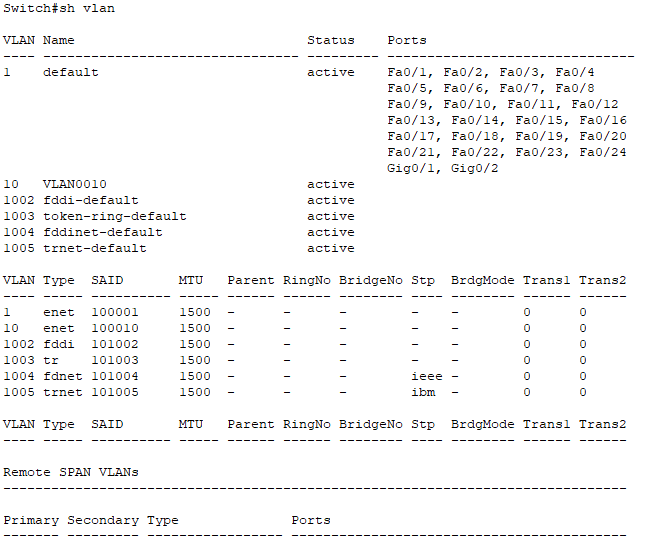 Switch#sh vlan
VLAN Name                             Status    Ports
---- -------------------------------- --------- -------------------------------
1    default                          active    Fa0/1, Fa0/2, Fa0/3, Fa0/4
                                                Fa0/5, Fa0/6, Fa0/7, Fa0/8
                                                Fa0/9, Fa0/10, Fa0/11, Fa0/12
                                                Fa0/13, Fa0/14, Fa0/15, Fa0/16
                                                Fa0/17, Fa0/18, Fa0/19, Fa0/20
                                                Fa0/21, Fa0/22, Fa0/23, Fa0/24
                                                Gig0/1, Gig0/2
10   VLAN0010                         active
1002 fddi-default                     active
1003 token-ring-default               active
1004 fddinet-default                  active
1005 trnet-default                    active
VLAN Type  SAID       MTU   Parent RingNo BridgeNo Stp  BrdgMode Trans1 Trans2
---- ----- ---------- ----- ------ ------ -------- ---- -------- ------ ------
1    enet  100001     1500  -      -      -        -    -        0      0
10   enet  100010     1500  -      -      -        -    -        0      0
1002 fddi  101002     1500  -      -      -        -    -        0      0
1003 tr    101003     1500  -      -      -        -    -        0      0
1004 fdnet 101004     1500  -      -      -        ieee -        0      0
1005 trnet 101005     1500  -      -      -        ibm  -        0      0
VLAN Type  SAID       MTU   Parent RingNo BridgeNo Stp  BrdgMode Trans1 Trans2
---- ----- ---------- ----- ------ ------ -------- ---- -------- ------ ------
Remote SPAN VLANs
------------------------------------------------------------------------------
Primary Secondary Type              Ports
------- --------- ----------------- ------------------------------------------